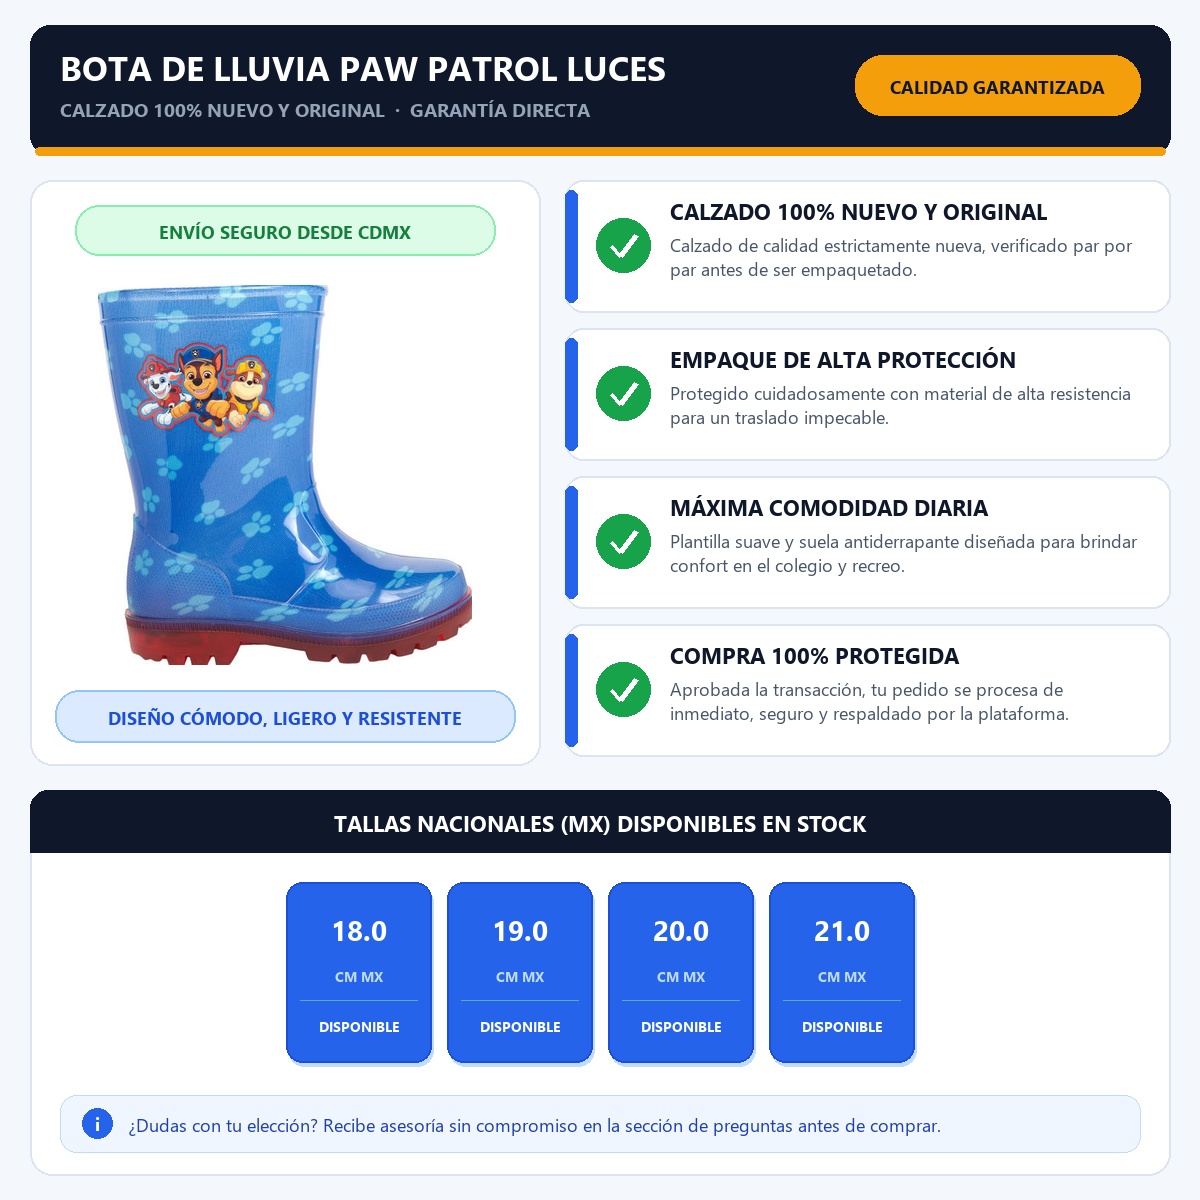 BOTA DE LLUVIA PAW PATROL LUCES
CALZADO 100% NUEVO Y ORIGINAL · GARANTÍA DIRECTA
CALIDAD GARANTIZADA
ENVÍO SEGURO DESDE CDMX
DISEÑO CÓMODO, LIGERO Y RESISTENTE
CALZADO 100% NUEVO Y ORIGINAL
Calzado de calidad estrictamente nueva, verificado par por
par antes de ser empaquetado.
EMPAQUE DE ALTA PROTECCIÓN
Protegido cuidadosamente con material de alta resistencia
para un traslado impecable.
MÁXIMA COMODIDAD DIARIA
Plantilla suave y suela antiderrapante diseñada para brindar
confort en el colegio y recreo.
COMPRA 100% PROTEGIDA
Aprobada la transacción, tu pedido se procesa de
inmediato, seguro y respaldado por la plataforma.
TALLAS NACIONALES (MX) DISPONIBLES EN STOCK
18.0
CM MX
DISPONIBLE
19.0
CM MX
DISPONIBLE
20.0
CM MX
DISPONIBLE
21.0
CM MX
DISPONIBLE
¿Dudas con tu elección? Recibe asesoría sin compromiso en la sección de preguntas antes de comprar.